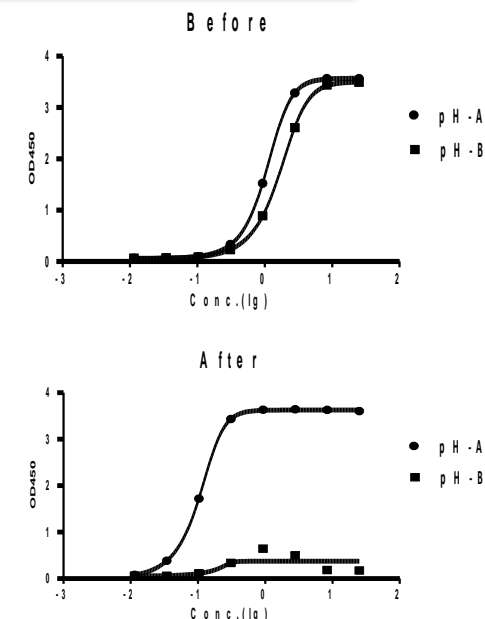 Before
4
3
2
1
0
OD450
-3 -2 -1 0 1 2
Conc.(lg)
pH-A
pH-B
After
4
3
2
1
0
OD450
-3 -2 -1 0 1 2
Conc.(lg)
pH-A
pH-B